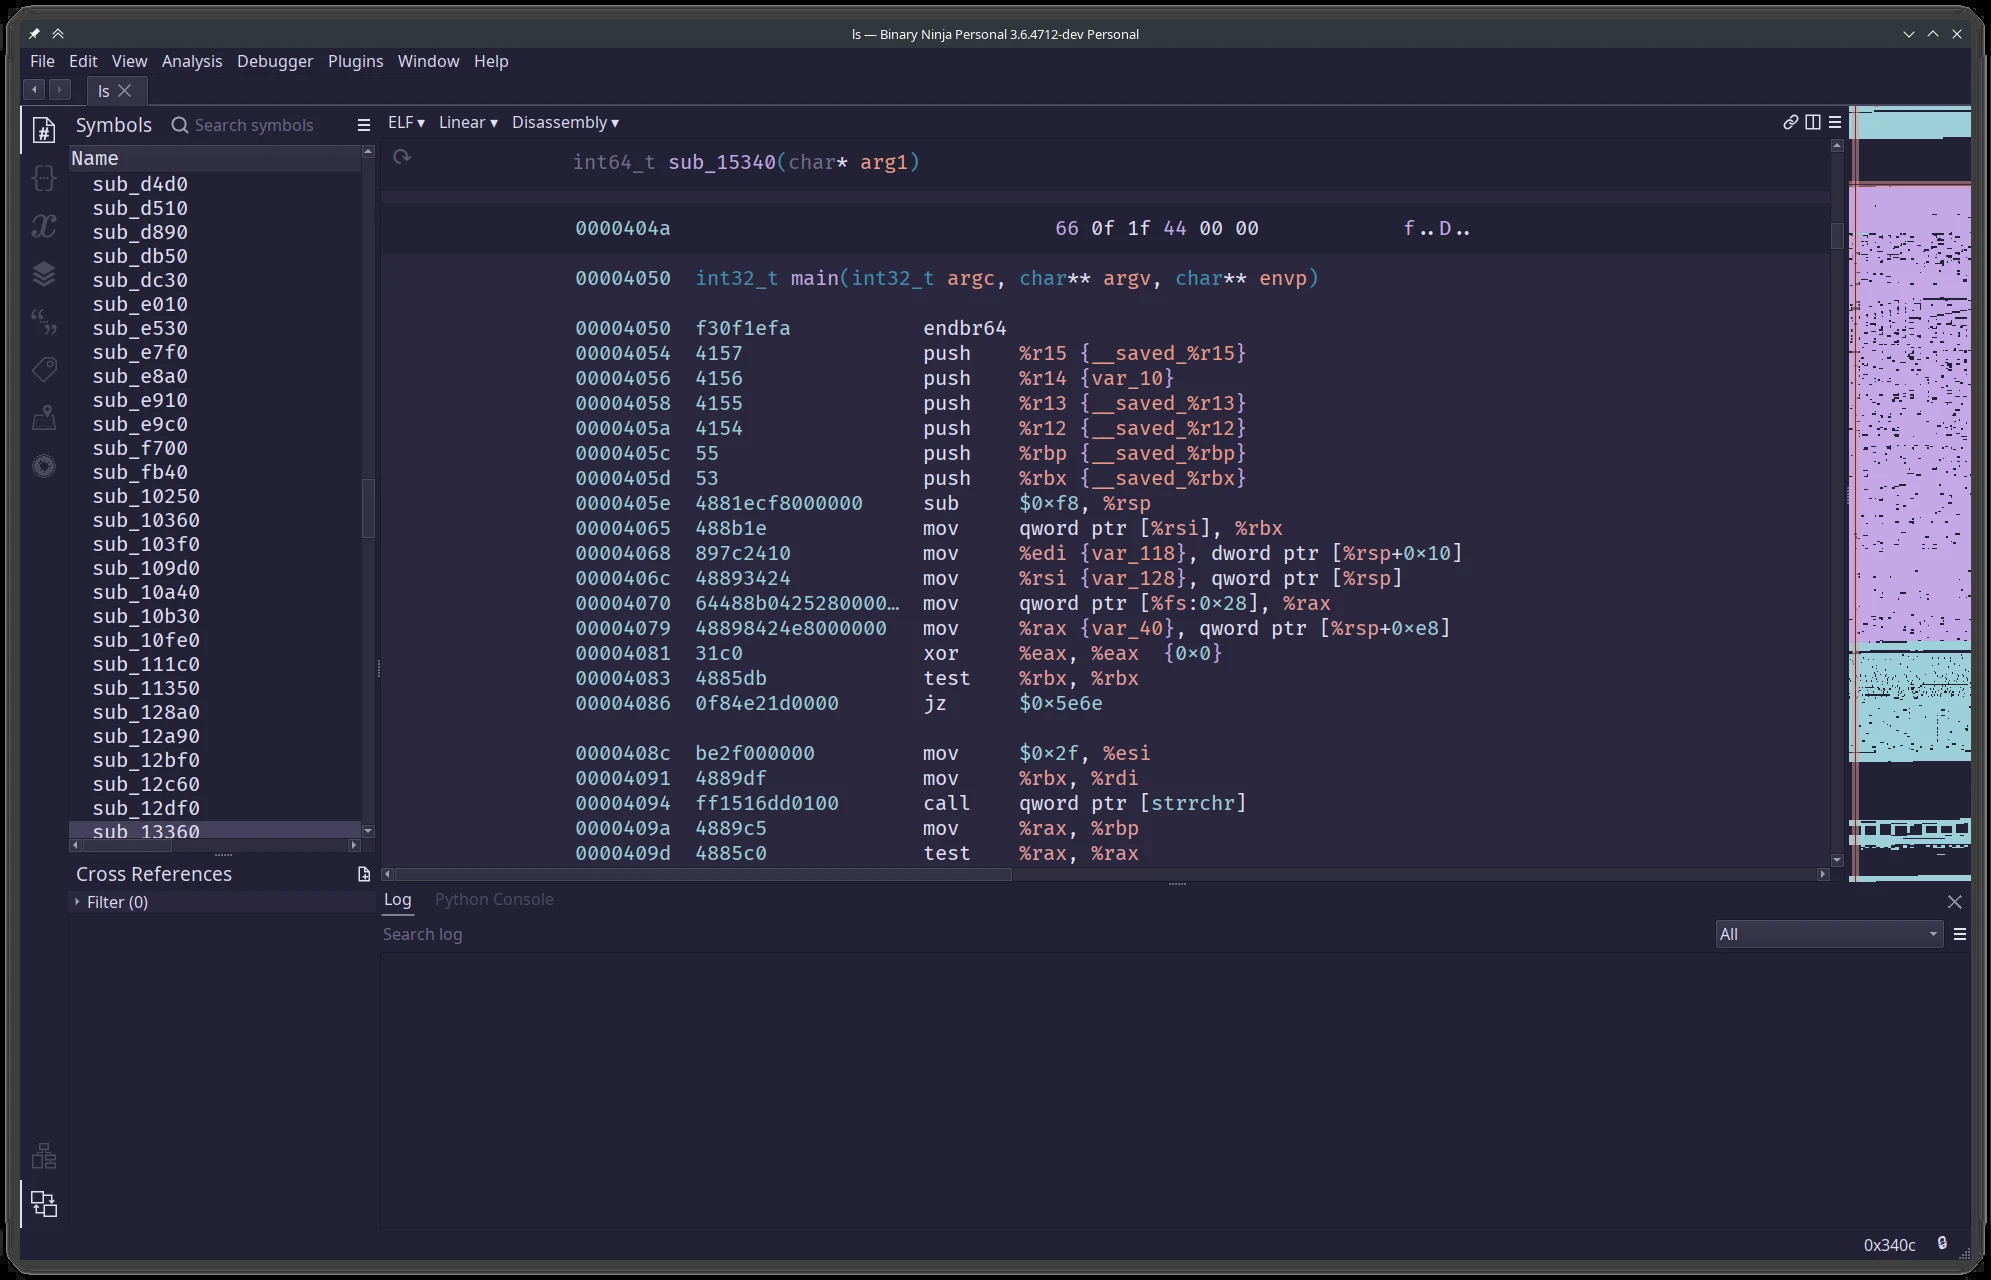 ls — Binary Ninja Personal 3.6.4712-dev Personal
File Edit View Analysis Debugger Plugins Window Help
ls
Symbols Search symbols
Name
sub_d4d0
sub_d510
sub_d890
sub_db50
sub_dc30
sub_e010
sub_e530
sub_e7f0
sub_e8a0
sub_e910
sub_e9c0
sub_f700
sub_fb40
sub_10250
sub_10360
sub_103f0
sub_109d0
sub_10a40
sub_10b30
sub_10fe0
sub_111c0
sub_11350
sub_128a0
sub_12a90
sub_12bf0
sub_12c60
sub_12df0
sub_13360
Cross References
Filter (0)
ELF ▾ Linear ▾ Disassembly ▾
int64_t sub_15340(char* arg1)
0000404a 66 0f 1f 44 00 00 f..D..
00004050 int32_t main(int32_t argc, char** argv, char** envp)
00004050 f30f1efa endbr64
00004054 4157 push %r15 {__saved_%r15}
00004056 4156 push %r14 {var_10}
00004058 4155 push %r13 {__saved_%r13}
0000405a 4154 push %r12 {__saved_%r12}
0000405c 55 push %rbp {__saved_%rbp}
0000405d 53 push %rbx {__saved_%rbx}
0000405e 4881ecf8000000 sub $0×f8, %rsp
00004065 488b1e mov qword ptr [%rsi], %rbx
00004068 897c2410 mov %edi {var_118}, dword ptr [%rsp+0×10]
0000406c 48893424 mov %rsi {var_128}, qword ptr [%rsp]
00004070 64488b0425280000… mov qword ptr [%fs:0×28], %rax
00004079 48898424e8000000 mov %rax {var_40}, qword ptr [%rsp+0×e8]
00004081 31c0 xor %eax, %eax {0×0}
00004083 4885db test %rbx, %rbx
00004086 0f84e21d0000 jz $0×5e6e
0000408c be2f000000 mov $0×2f, %esi
00004091 4889df mov %rbx, %rdi
00004094 ff1516dd0100 call qword ptr [strrchr]
0000409a 4889c5 mov %rax, %rbp
0000409d 4885c0 test %rax, %rax
Log Python Console
Search log
All
0x340c